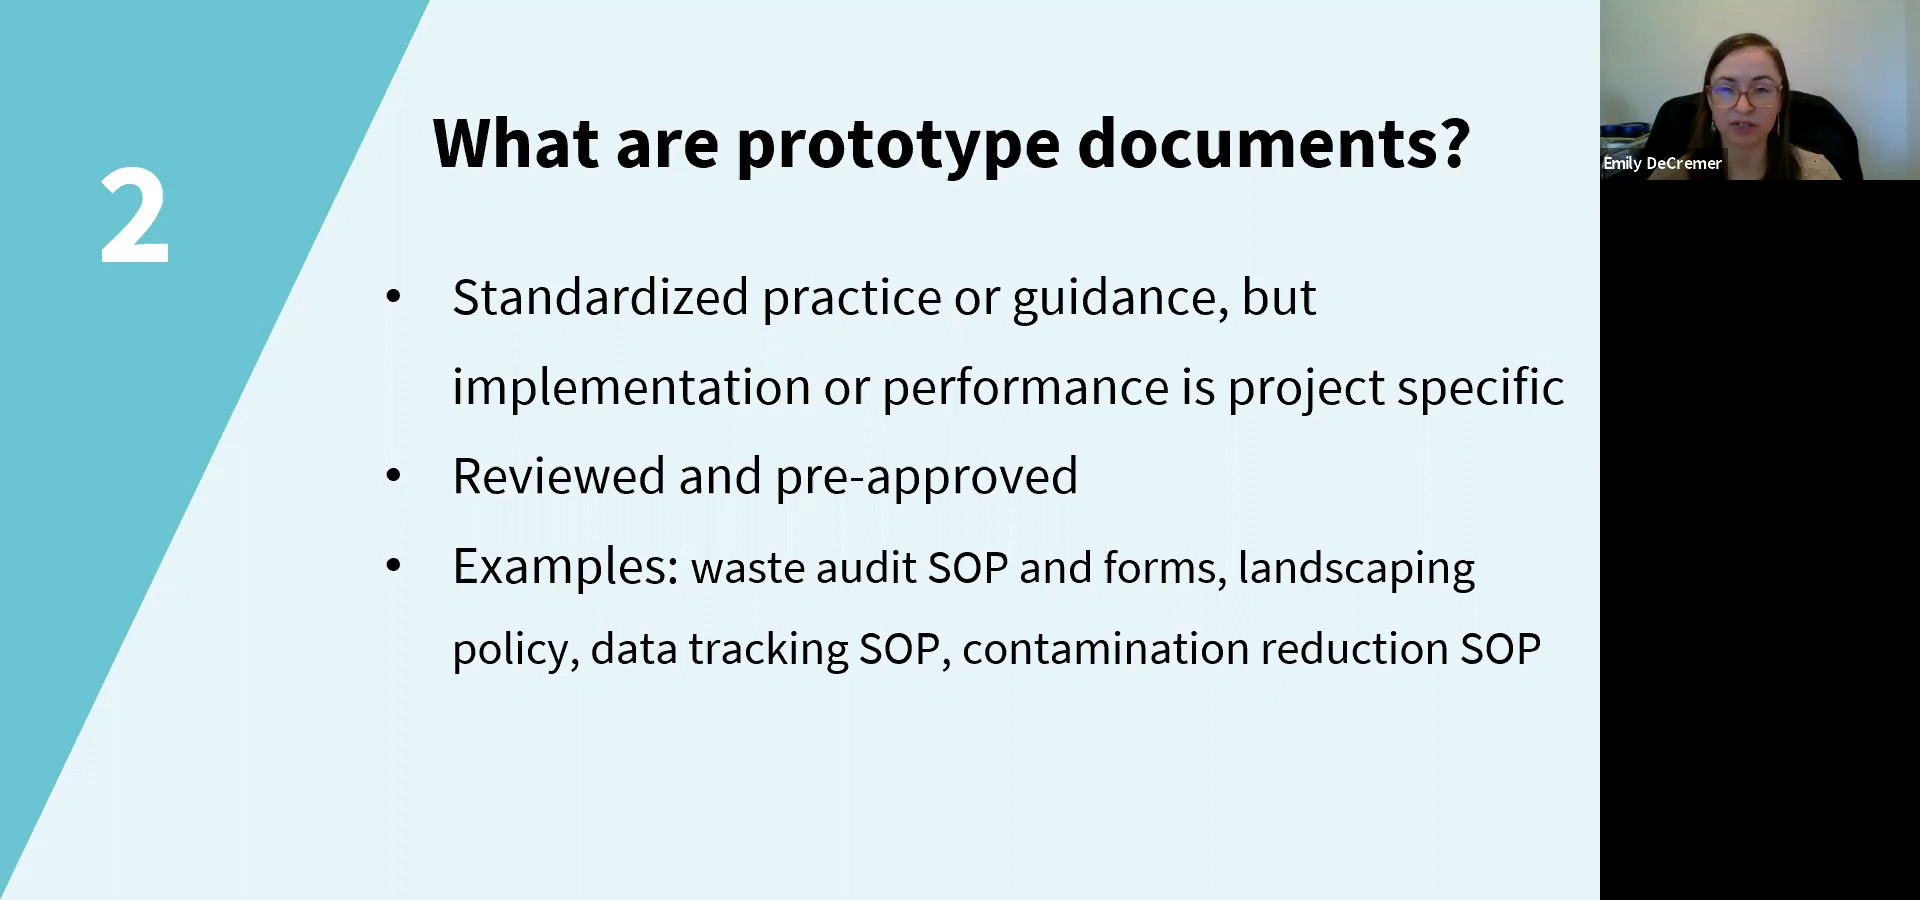 2
What are prototype documents?
• Standardized practice or guidance, but
implementation or performance is project specific
• Reviewed and pre-approved
• Examples: waste audit SOP and forms, landscaping
policy, data tracking SOP, contamination reduction SOP
Emily DeCremer